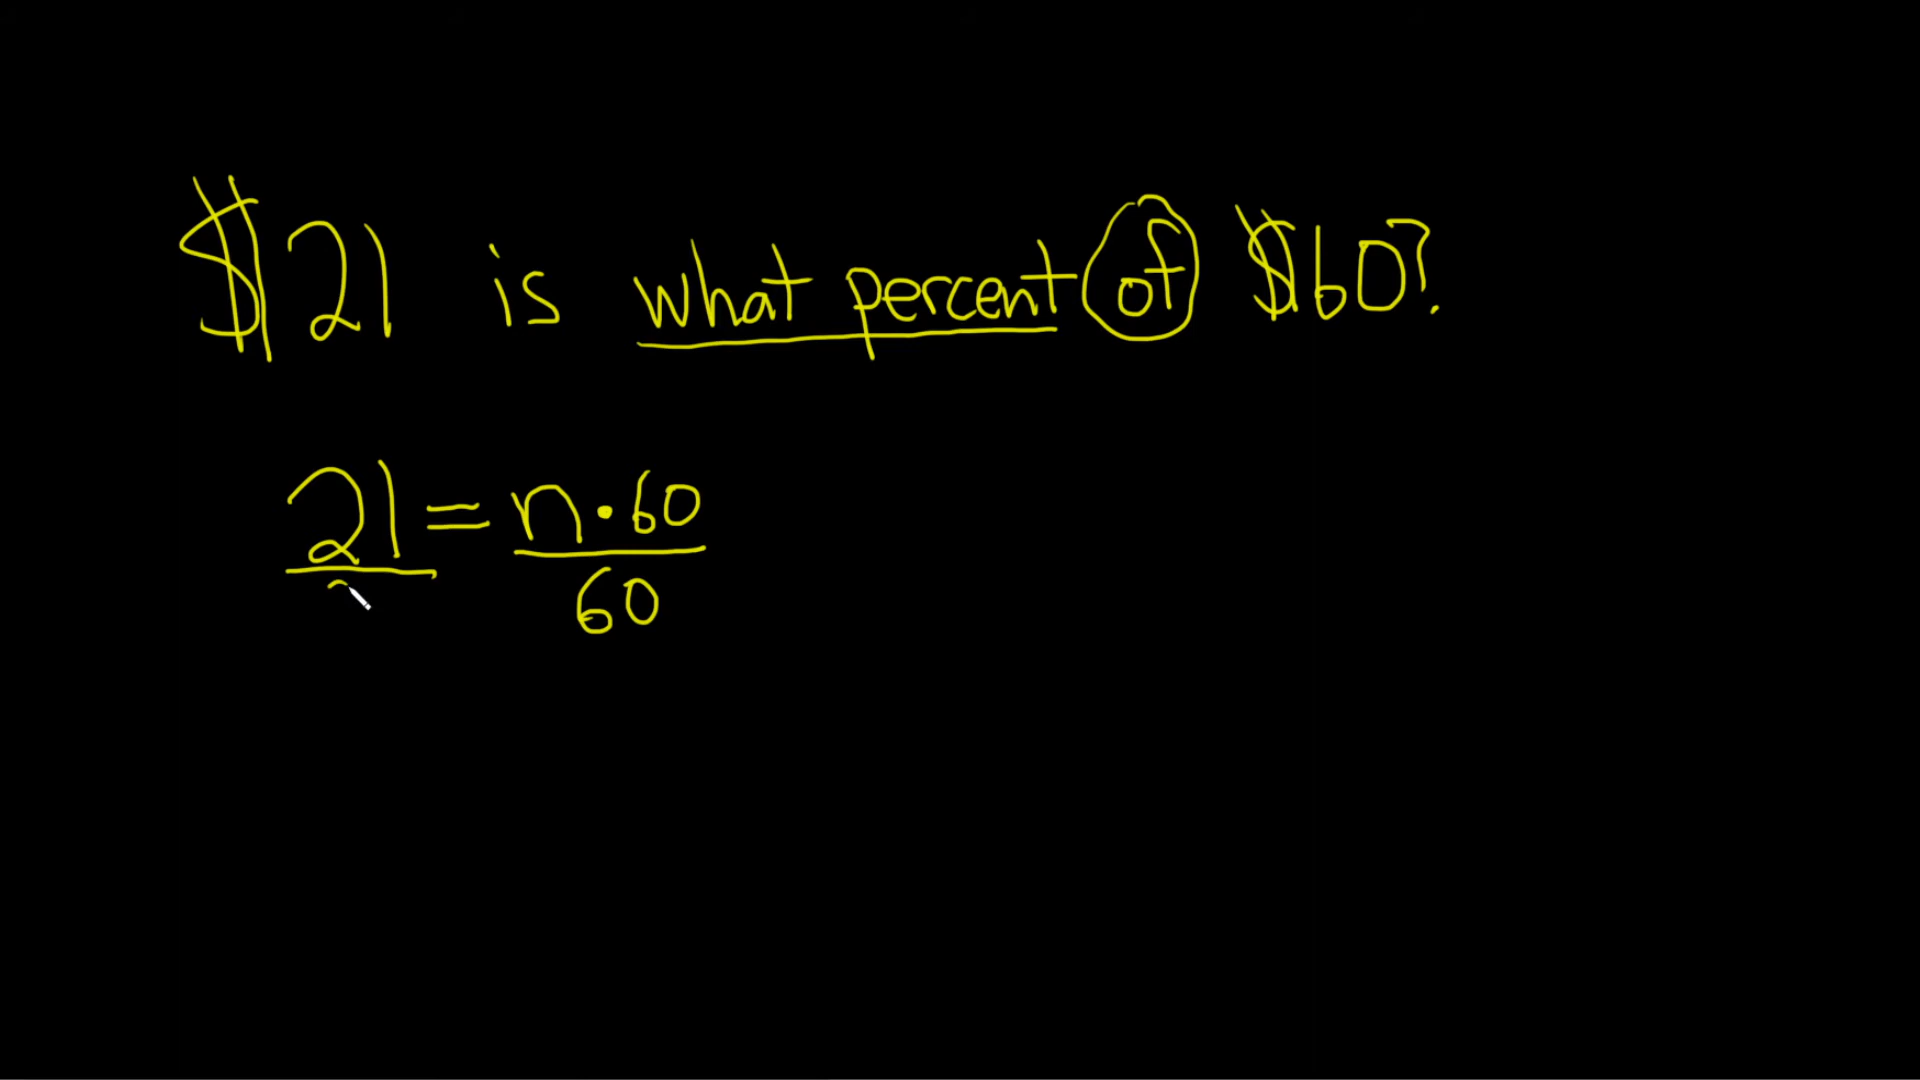 $21 is what percent of $60?
21 = n · 60
60